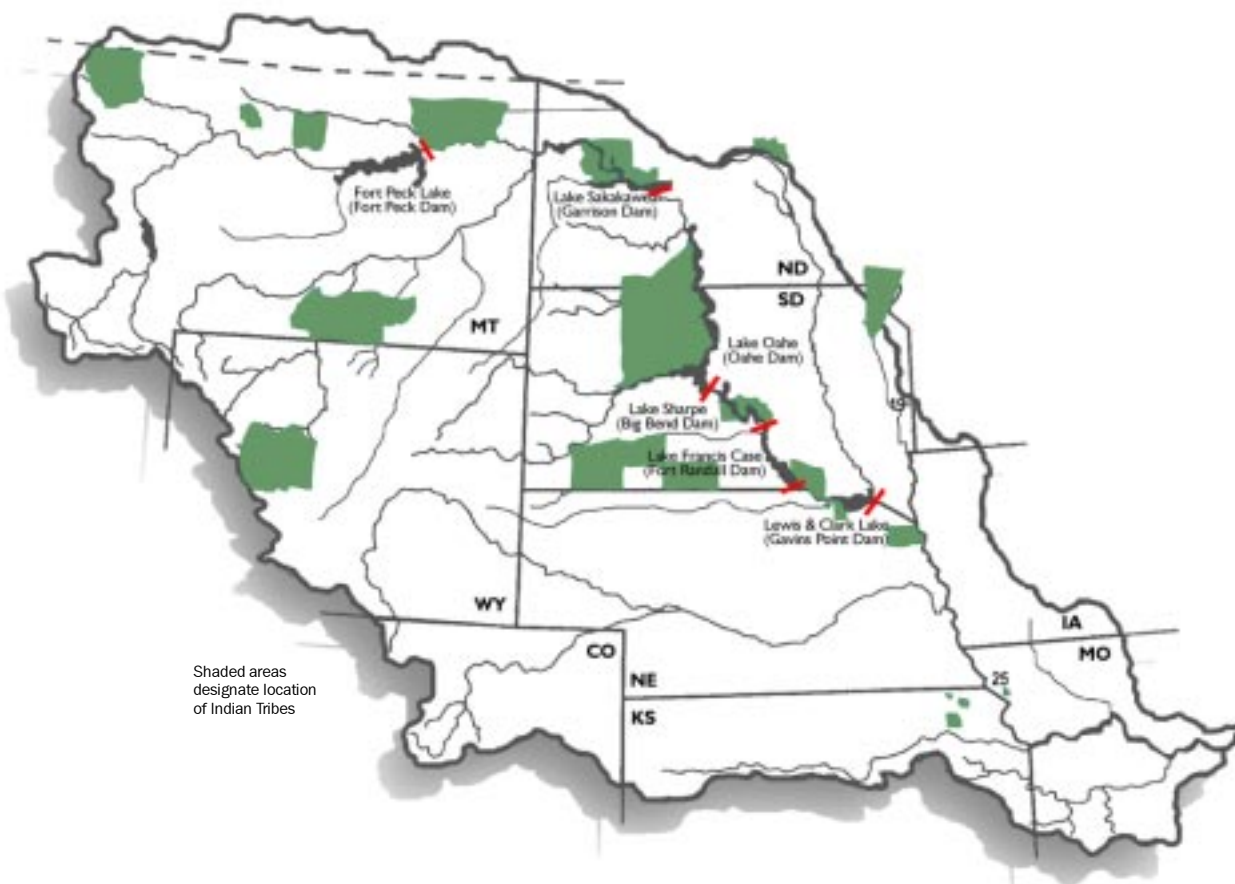 Fort Peck Lake
(Fort Peck Dam)
Lake Sakakawea
(Garrison Dam)
ND
SD
MT
Lake Oahe
(Oahe Dam)
Lake Sharpe
(Big Bend Dam)
19
Lake Francis Case
(Fort Randall Dam)
Lewis & Clark Lake
(Gavins Point Dam)
WY
IA
CO
MO
Shaded areas
designate location
of Indian Tribes
NE
25
KS